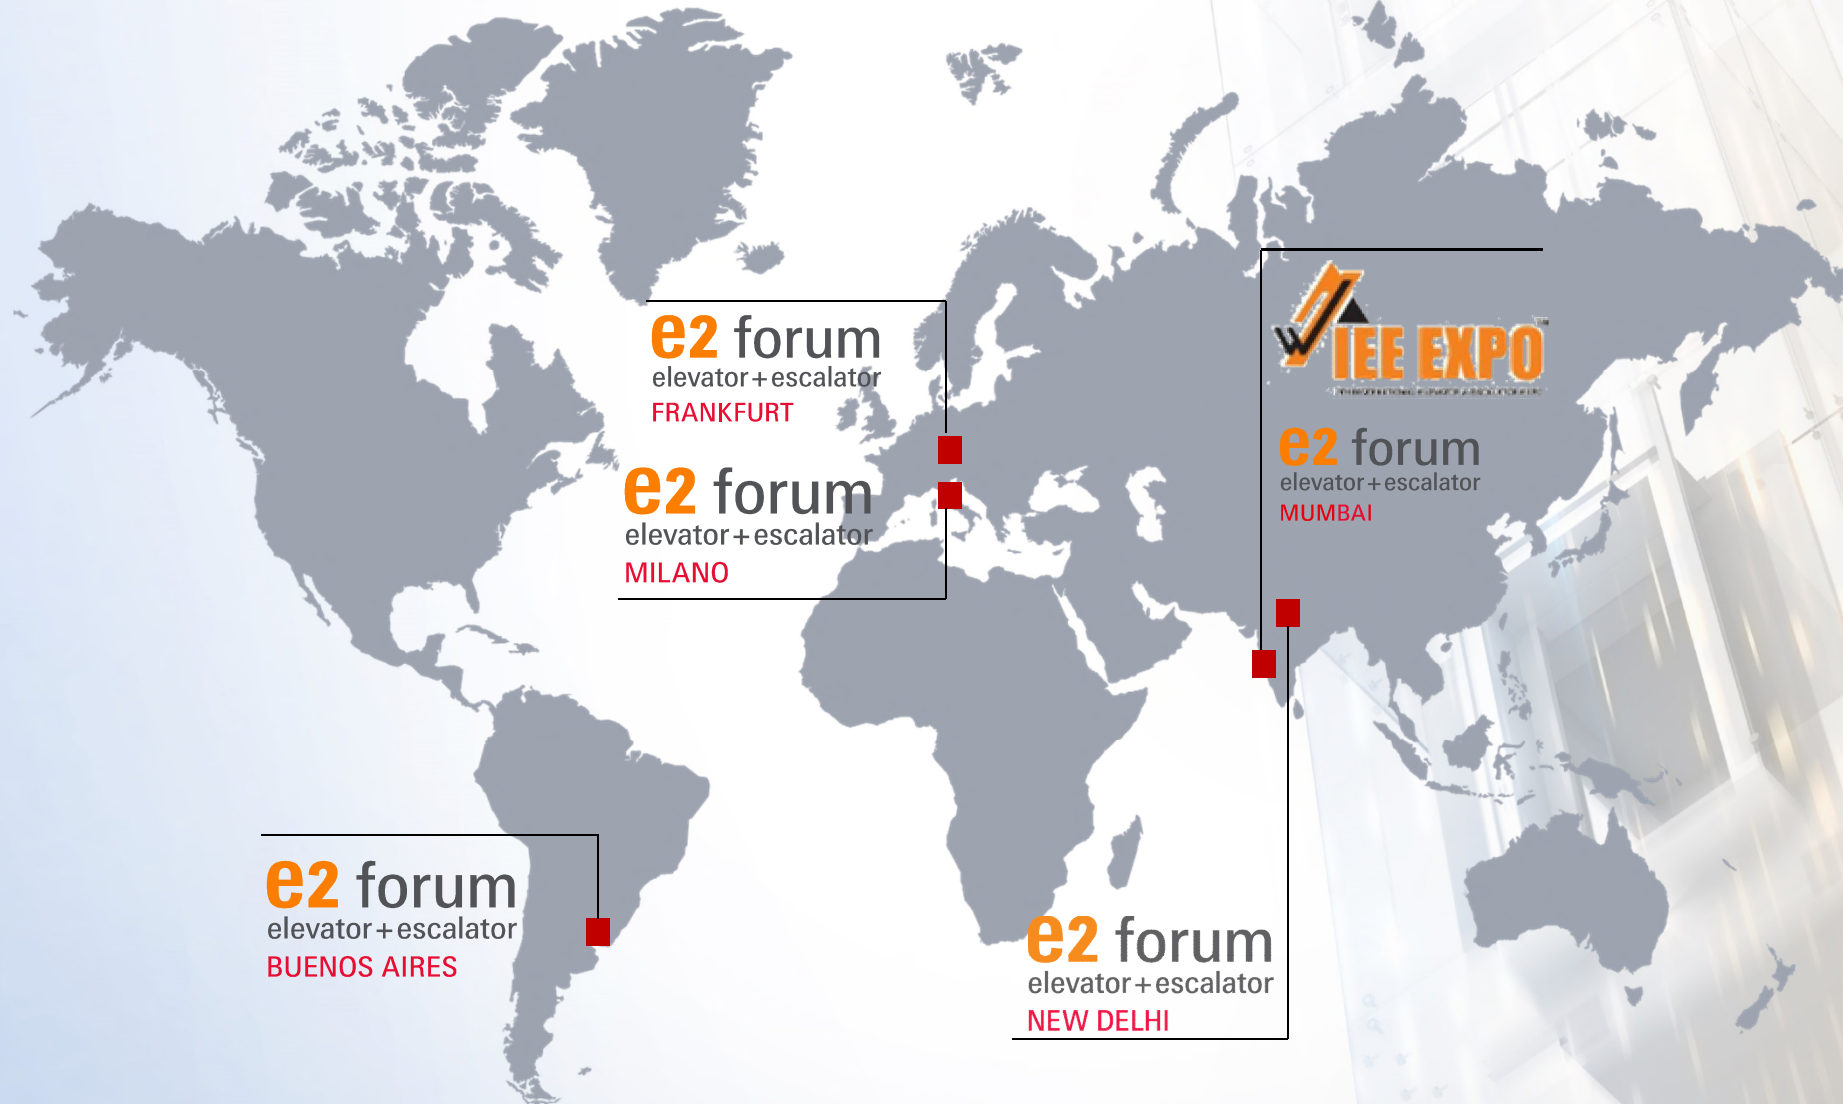 e2 forum
elevator+escalator
FRANKFURT
e2 forum
elevator+escalator
MILANO
IEE EXPO
e2 forum
elevator+escalator
MUMBAI
e2 forum
elevator+escalator
BUENOS AIRES
e2 forum
elevator+escalator
NEW DELHI